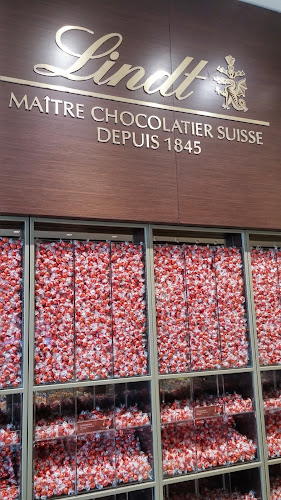 Lindt
MAÎTRE CHOCOLATIER SUISSE
DEPUIS 1845